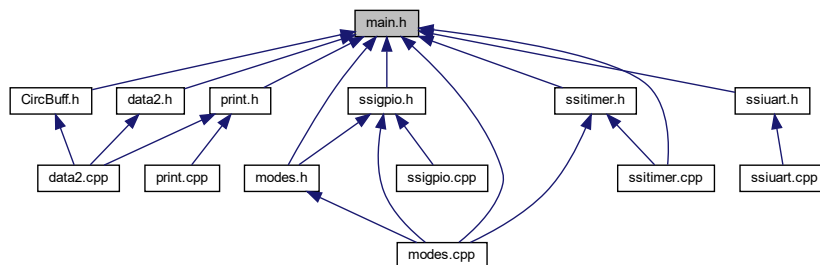 main.h
CircBuff.h
data2.h
print.h
ssigpio.h
ssitimer.h
ssiuart.h
data2.cpp
print.cpp
modes.h
ssigpio.cpp
ssitimer.cpp
ssiuart.cpp
modes.cpp